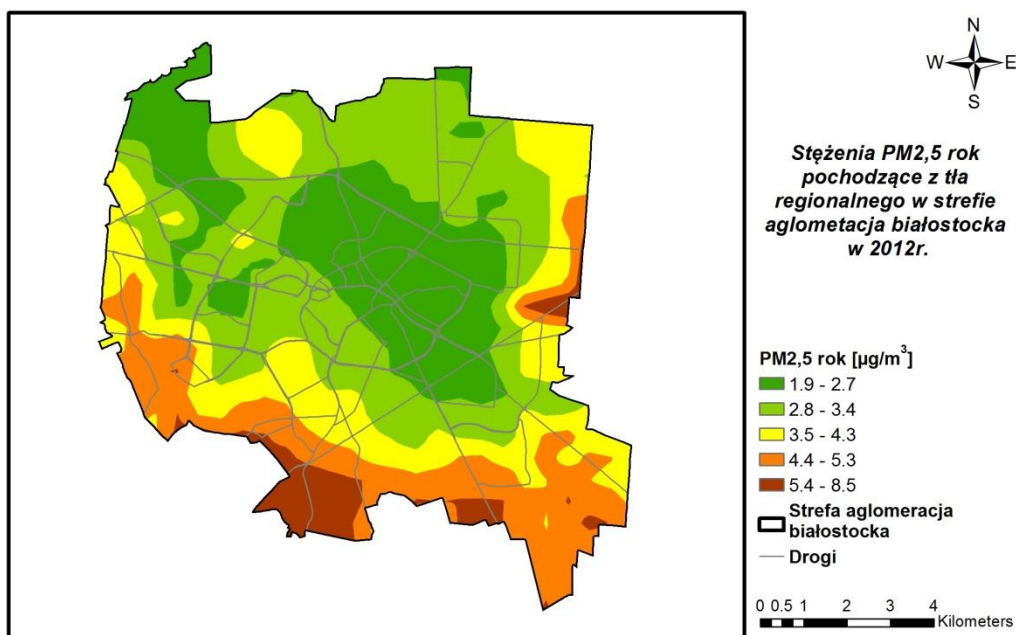 N
W E
S
Stężenia PM2,5 rok
pochodzące z tła
regionalnego w strefie
aglometacja białostocka
w 2012r.
PM2,5 rok [µg/m³]
1.9 - 2.7
2.8 - 3.4
3.5 - 4.3
4.4 - 5.3
5.4 - 8.5
Strefa aglomeracja
białostocka
Drogi
0 0.5 1 2 3 4
Kilometers